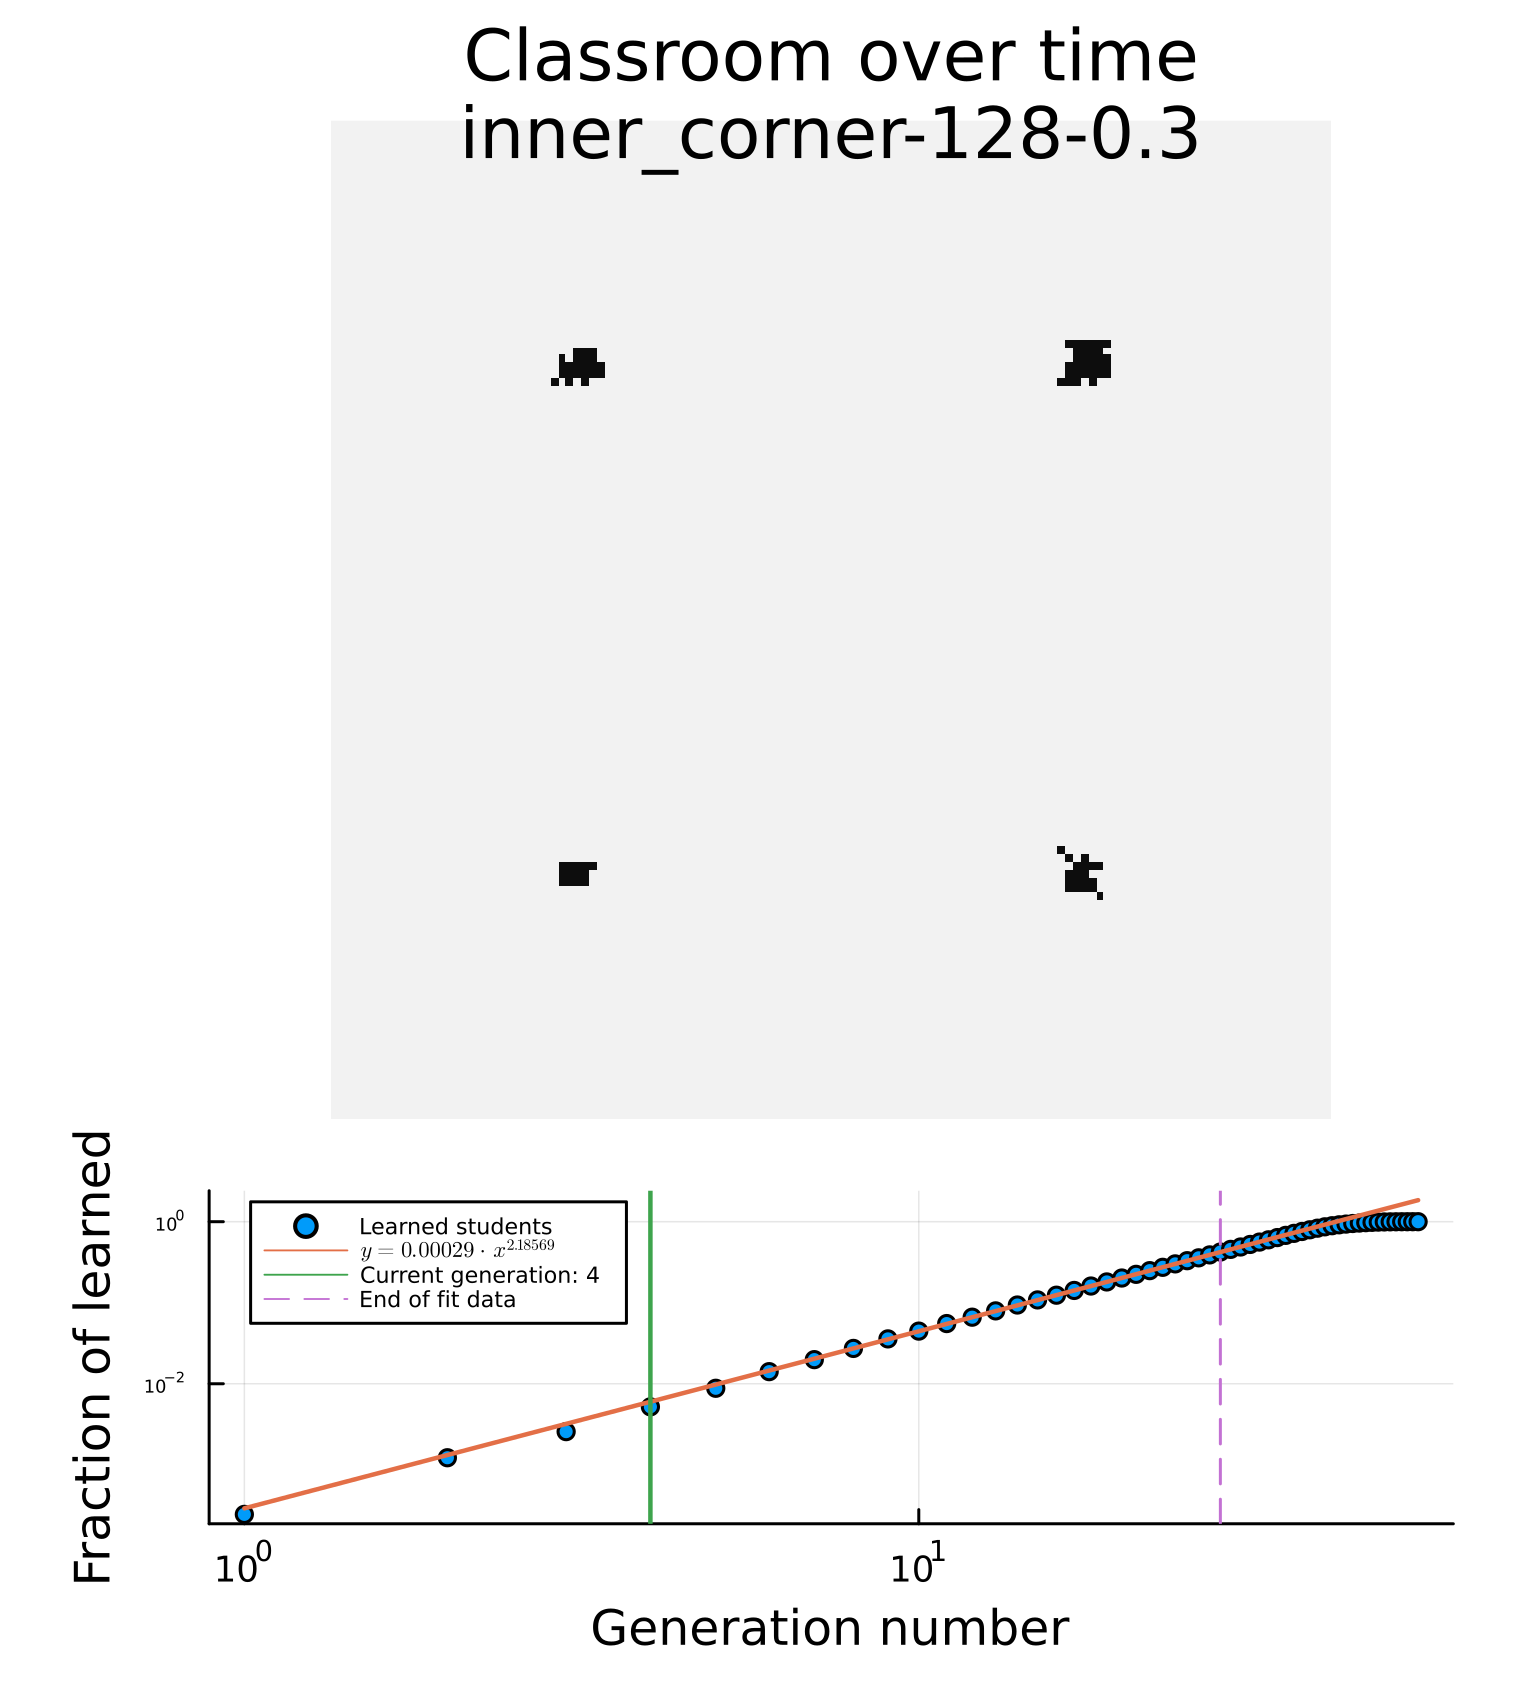 Classroom over time
inner_corner-128-0.3
Fraction of learned
10^0
10^−2
Learned students
y = 0.00029 · x^2.18569
Current generation: 4
End of fit data
10^0
10^1
Generation number